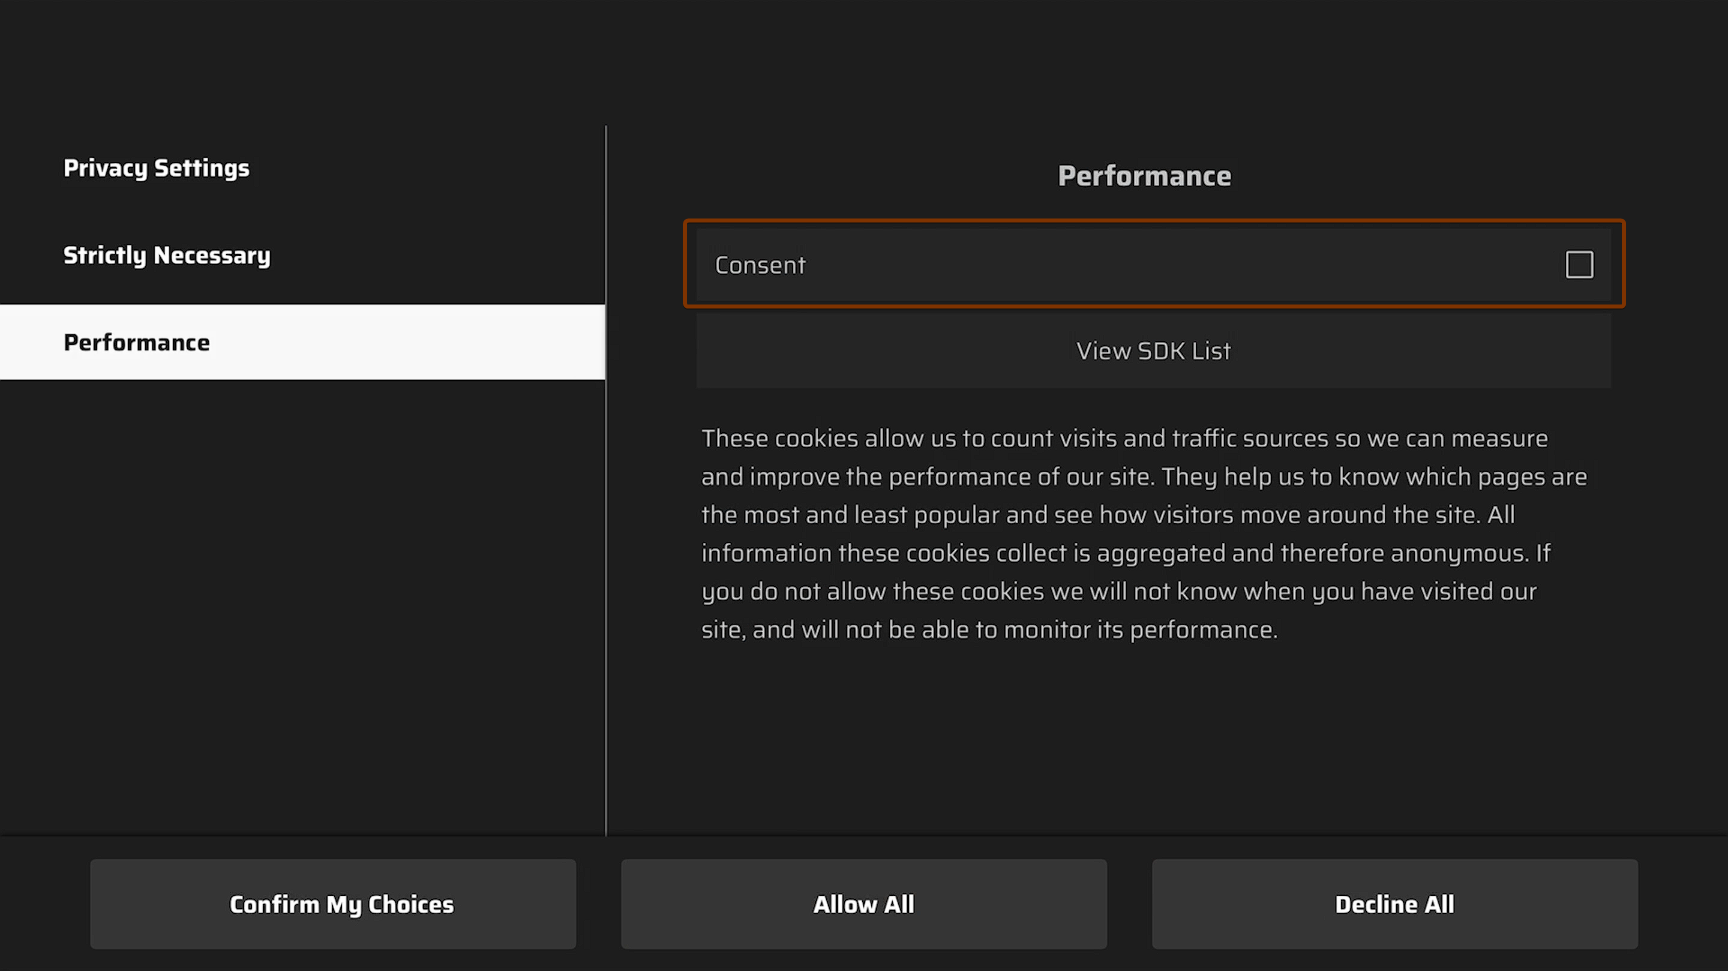 Privacy Settings
Strictly Necessary
Performance
Performance
Consent
View SDK List
These cookies allow us to count visits and traffic sources so we can measure
and improve the performance of our site. They help us to know which pages are
the most and least popular and see how visitors move around the site. All
information these cookies collect is aggregated and therefore anonymous. If
you do not allow these cookies we will not know when you have visited our
site, and will not be able to monitor its performance.
Confirm My Choices
Allow All
Decline All